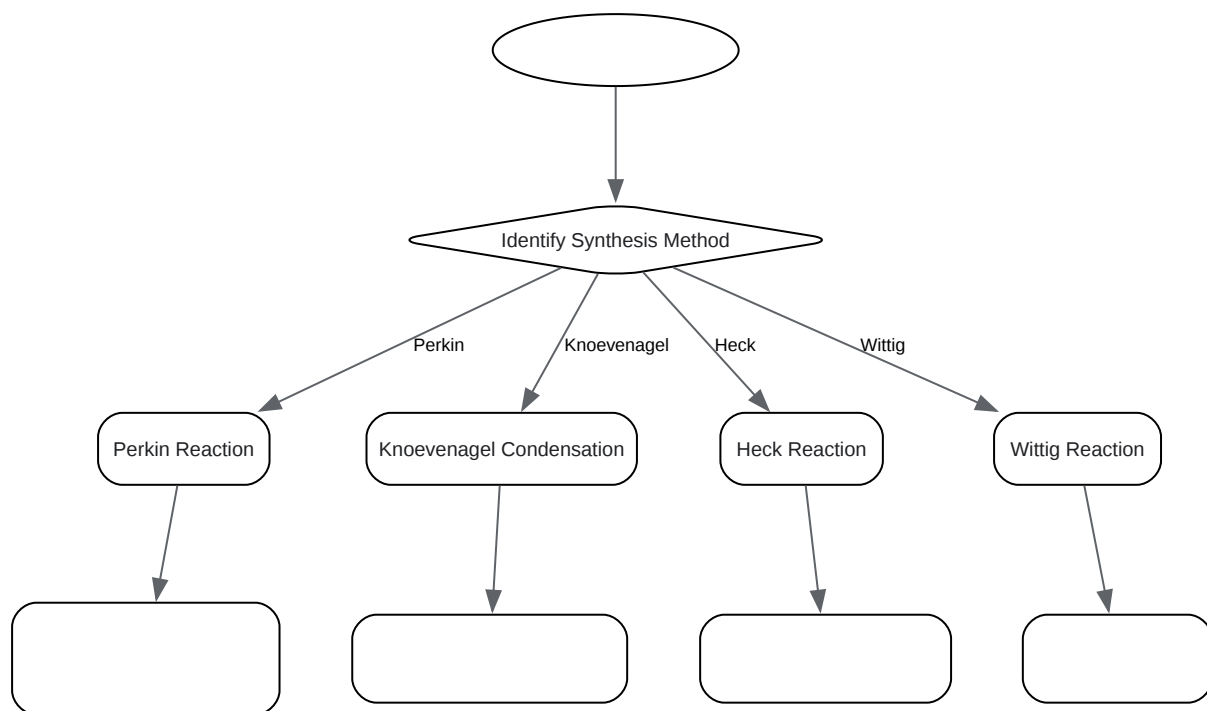 Identify Synthesis Method
Perkin
Knoevenagel
Heck
Wittig
Perkin Reaction
Knoevenagel Condensation
Heck Reaction
Wittig Reaction